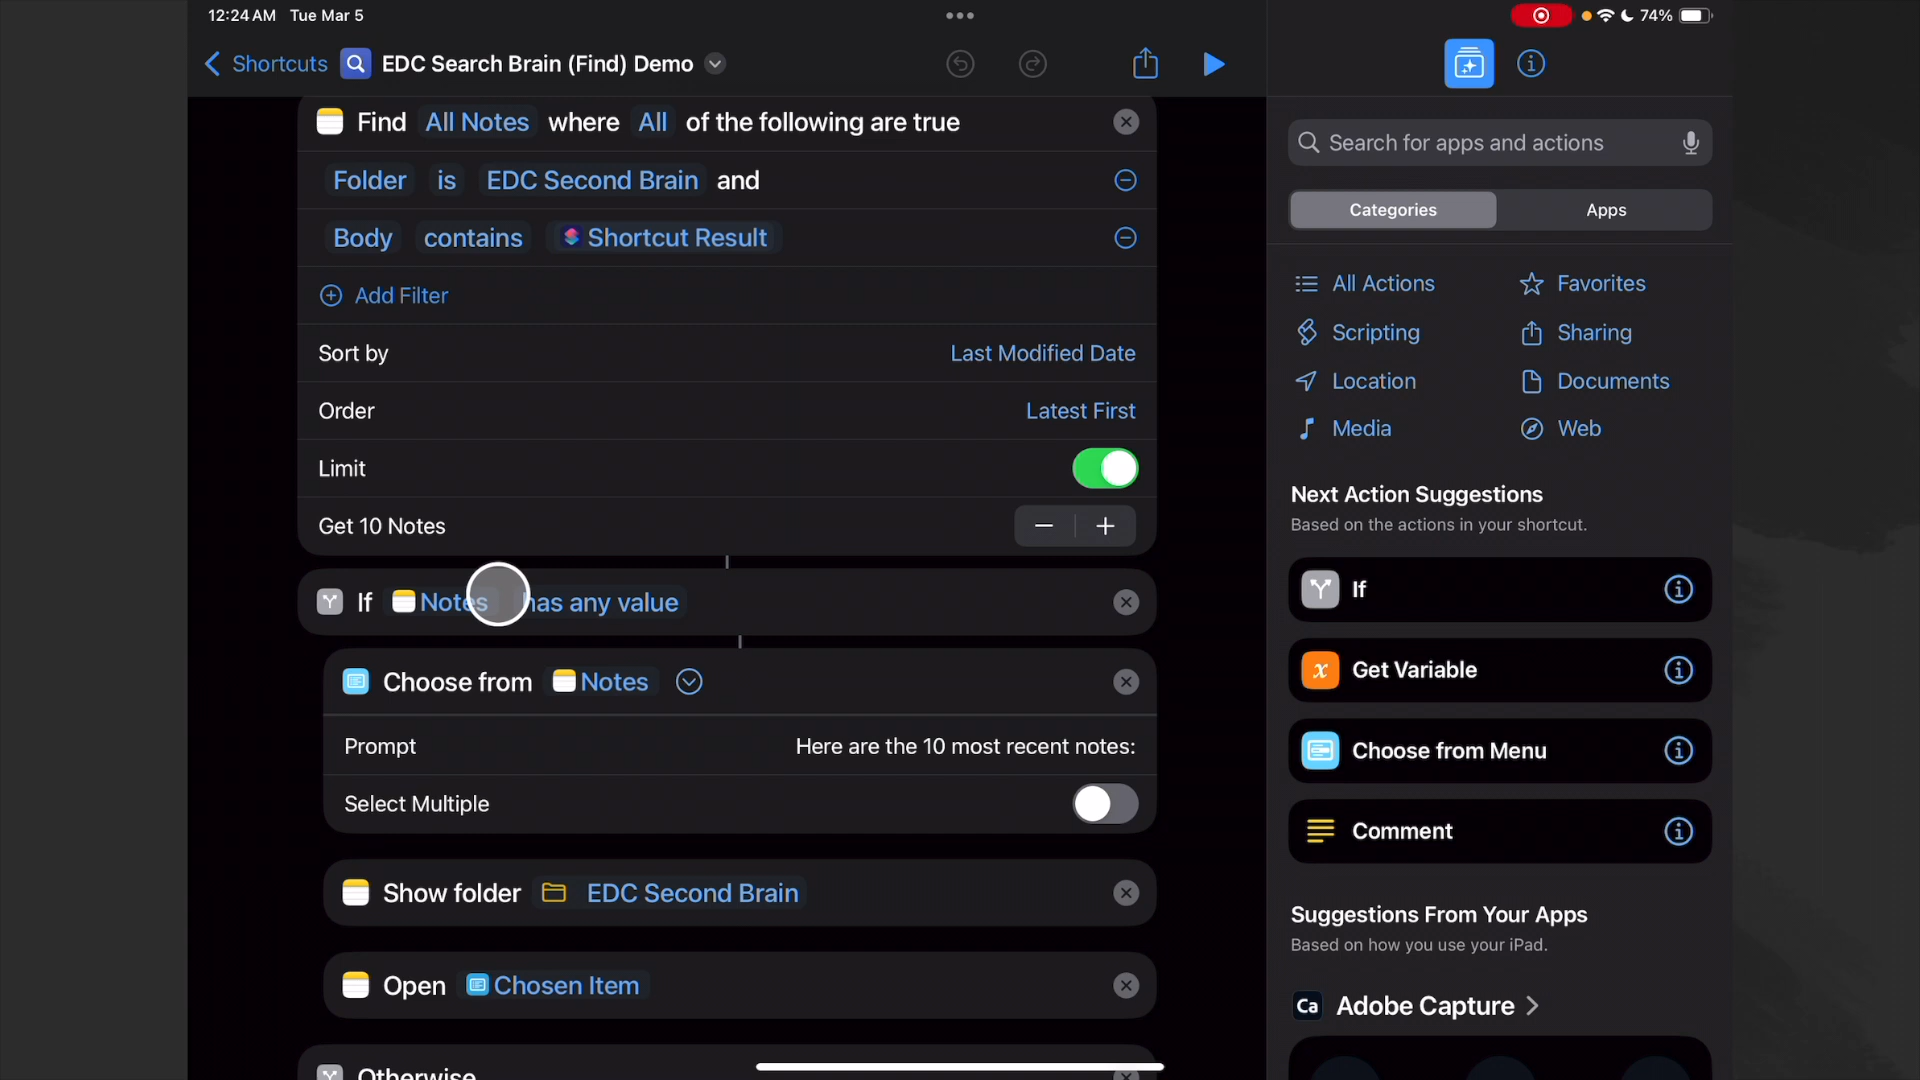 12:24 AM Tue Mar 5
74%
Shortcuts
EDC Search Brain (Find) Demo
Find All Notes where All of the following are true
Folder is EDC Second Brain and
Body contains Shortcut Result
Add Filter
Sort by Last Modified Date
Order Latest First
Limit
Get 10 Notes
If Notes has any value
Choose from Notes
Prompt Here are the 10 most recent notes:
Select Multiple
Show folder EDC Second Brain
Open Chosen Item
Otherwise
Search for apps and actions
Categories Apps
All Actions Favorites
Scripting Sharing
Location Documents
Media Web
Next Action Suggestions
Based on the actions in your shortcut.
If
Get Variable
Choose from Menu
Comment
Suggestions From Your Apps
Based on how you use your iPad.
Ca Adobe Capture